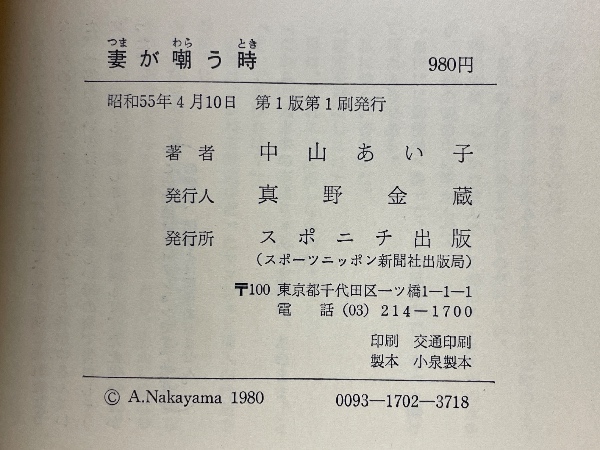 つま わら とき
妻が嘲う時 980円
昭和55年4月10日 第1版第1刷発行
著者 中山あい子
発行人 真野金蔵
発行所 スポニチ出版
(スポーツニッポン新聞社出版局)
〒100 東京都千代田区一ツ橋1―1―1
電話 (03) 214―1700
印刷 交通印刷
製本 小泉製本
© A.Nakayama 1980 0093―1702―3718